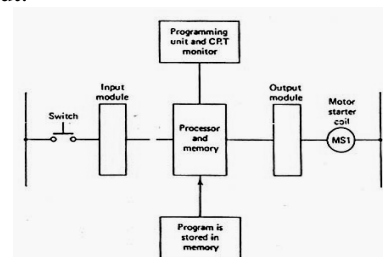 Programming
unit and CRT
monitor
Input
module
Output
module
Motor
starter
coil
Switch
Processor
and
memory
MS1
Program is
stored in
memory